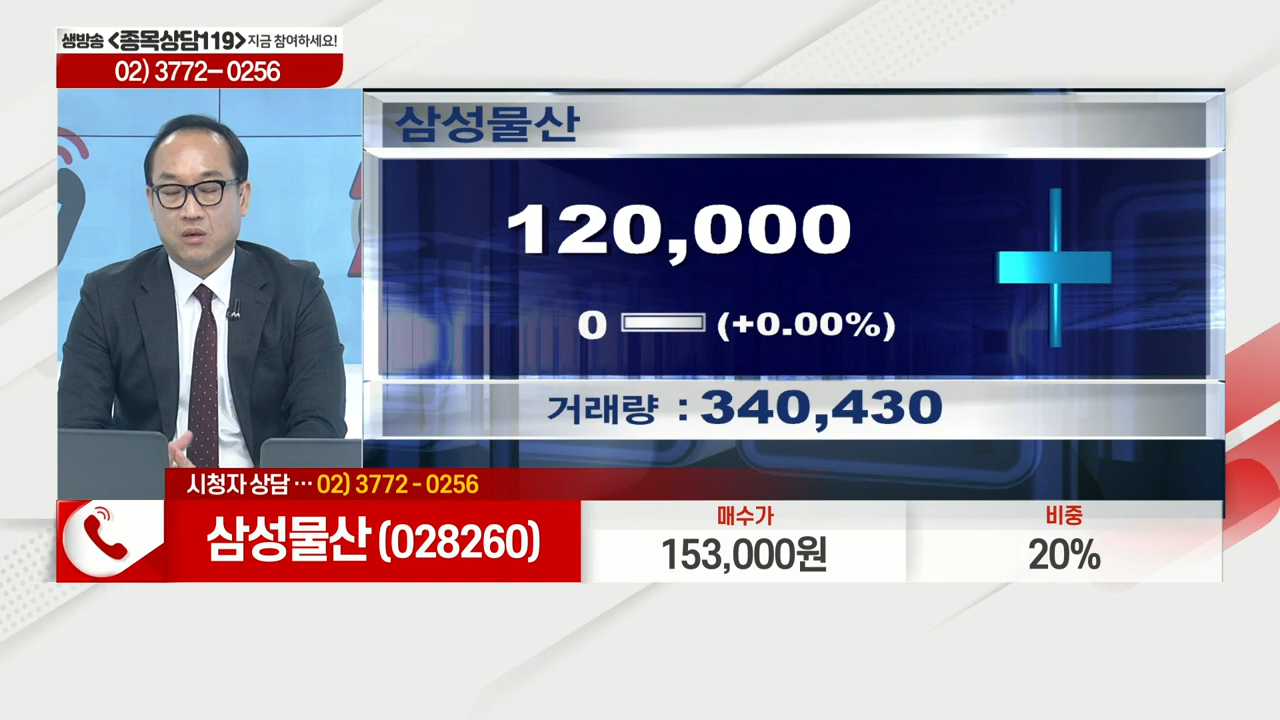 생방송 <종목상담119> 지금 참여하세요!
02) 3772-0256
삼성물산
120,000
0 (+0.00%)
거래량 : 340,430
시청자 상담 … 02) 3772-0256
삼성물산 (028260)
매수가
153,000원
비중
20%